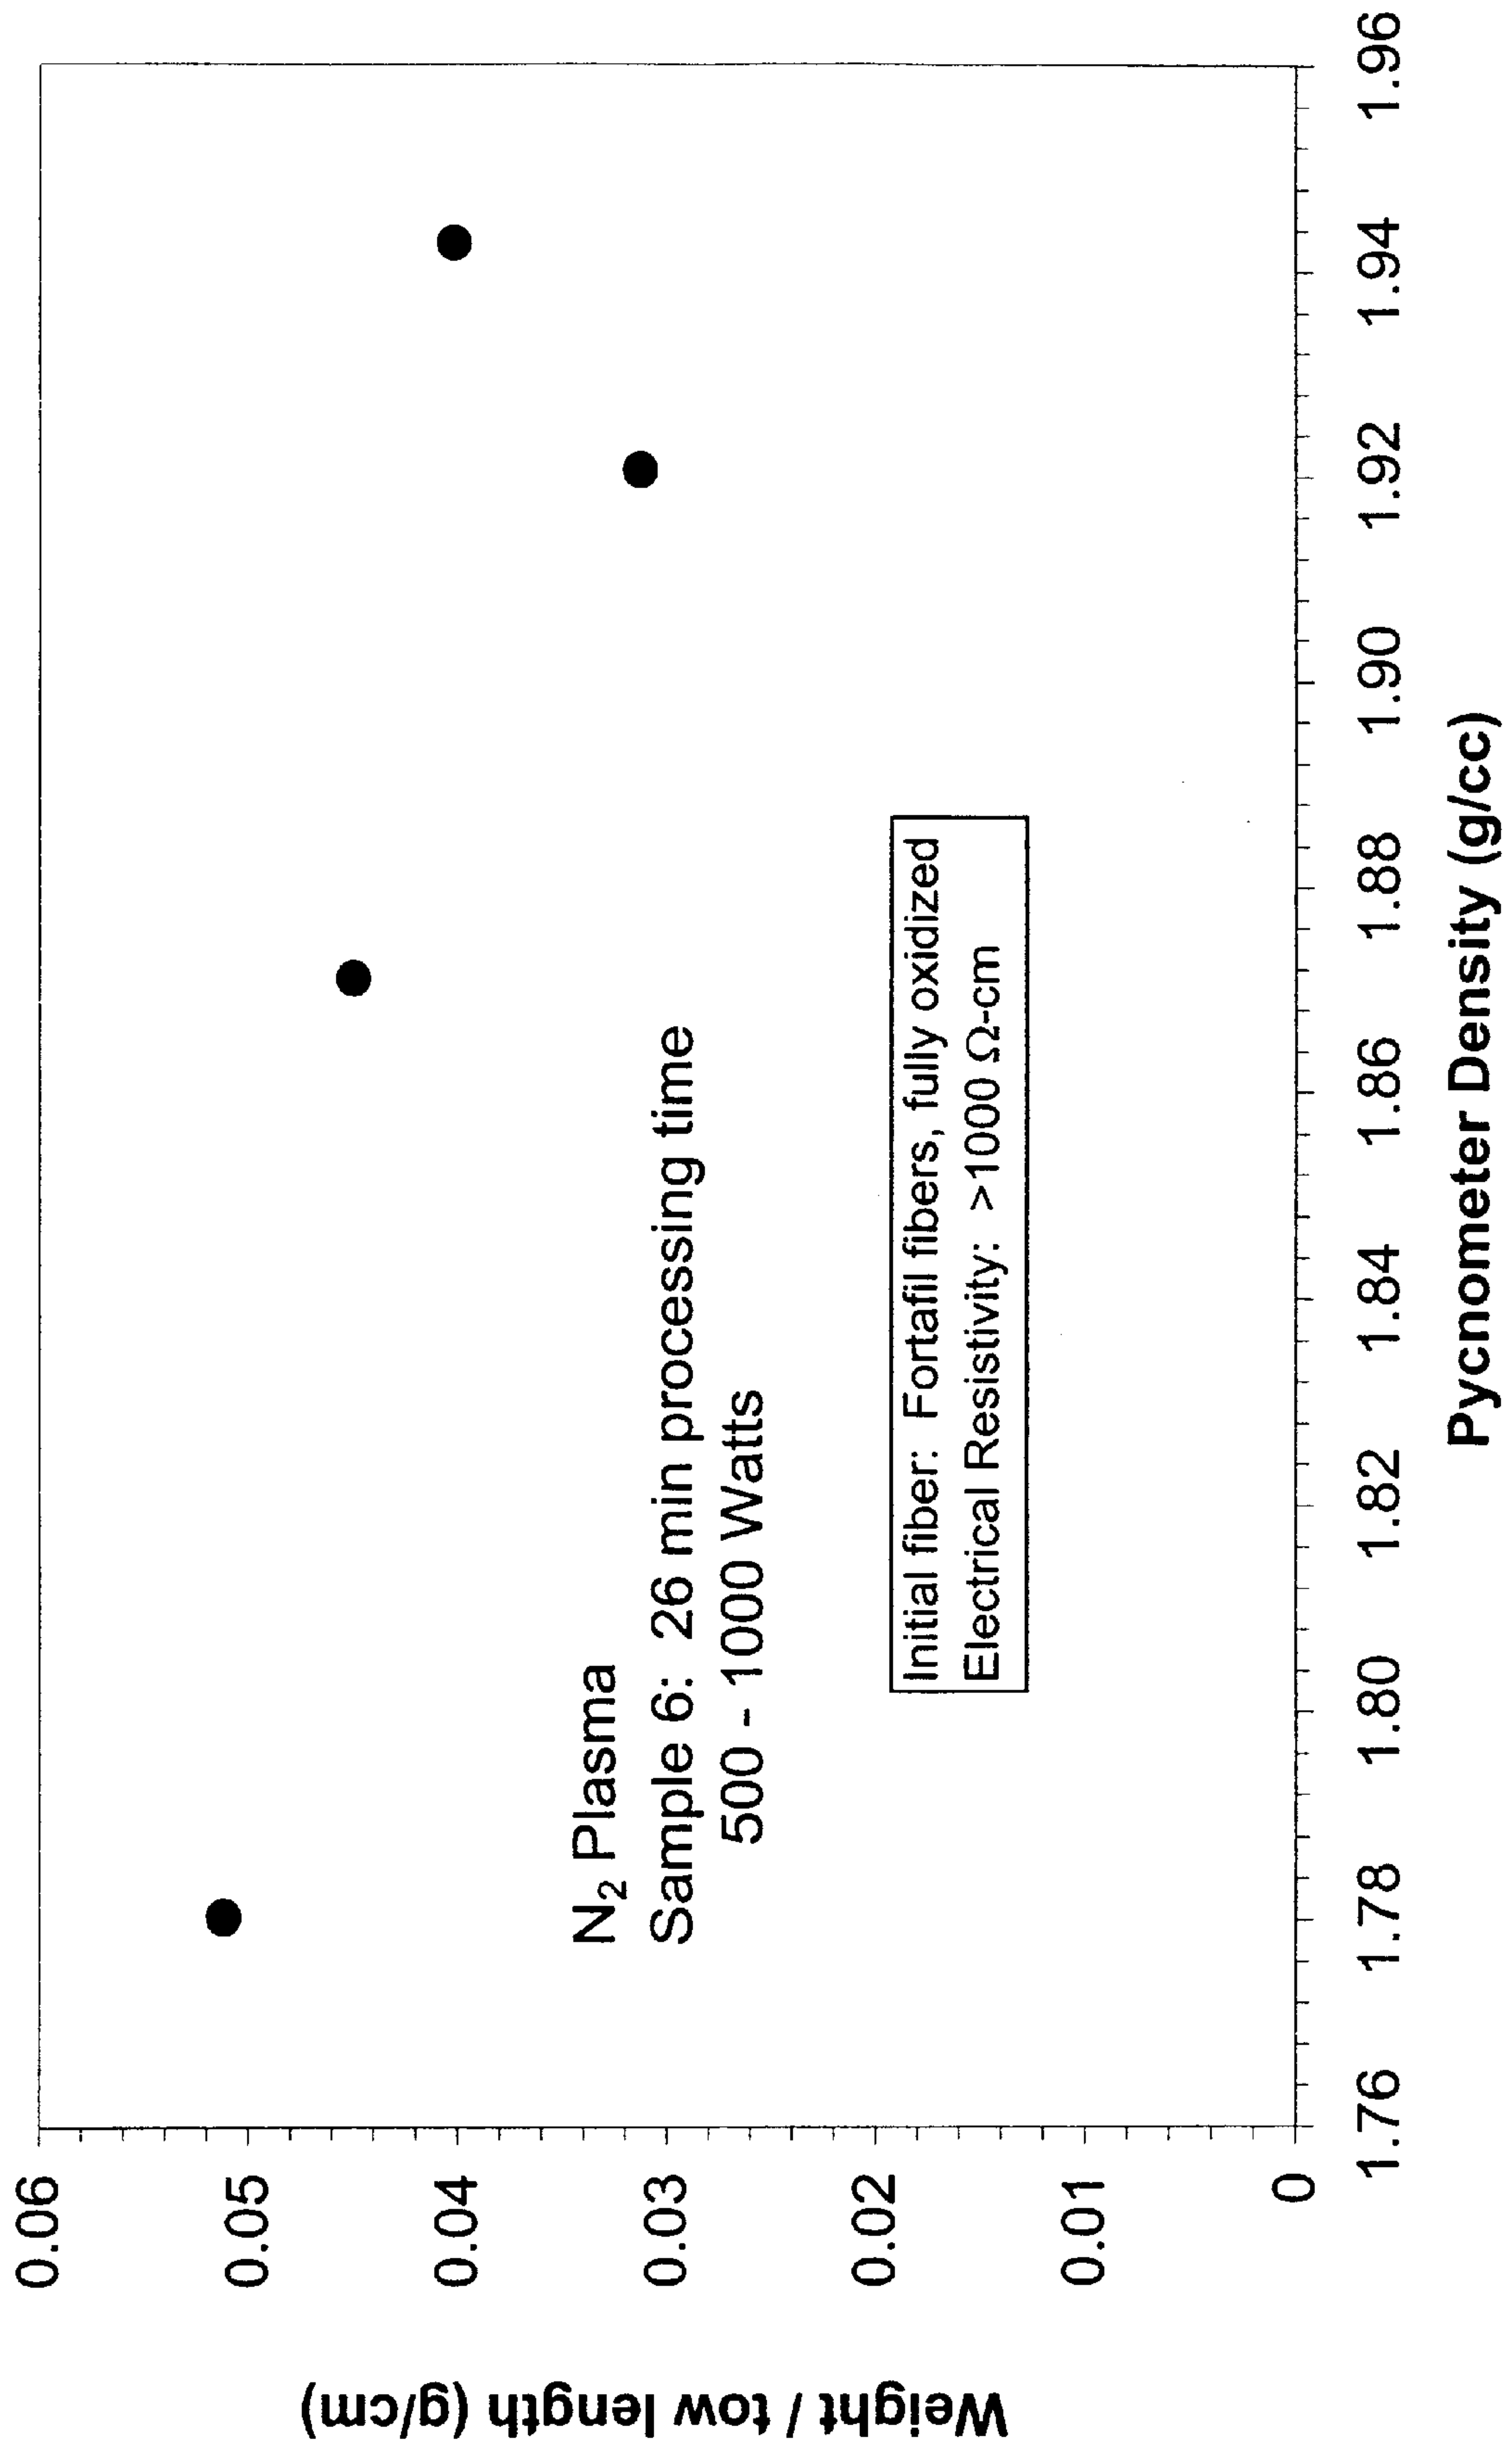 0.06
0.05
0.04
0.03
0.02
0.01
0
Weight / tow length (g/cm)
N₂ Plasma
Sample 6: 26 min processing time
500 - 1000 Watts
Initial fiber: Fortafil fibers, fully oxidized
Electrical Resistivity: >1000 Ω-cm
1.76 1.78 1.80 1.82 1.84 1.86 1.88 1.90 1.92 1.94 1.96
Pycnometer Density (g/cc)